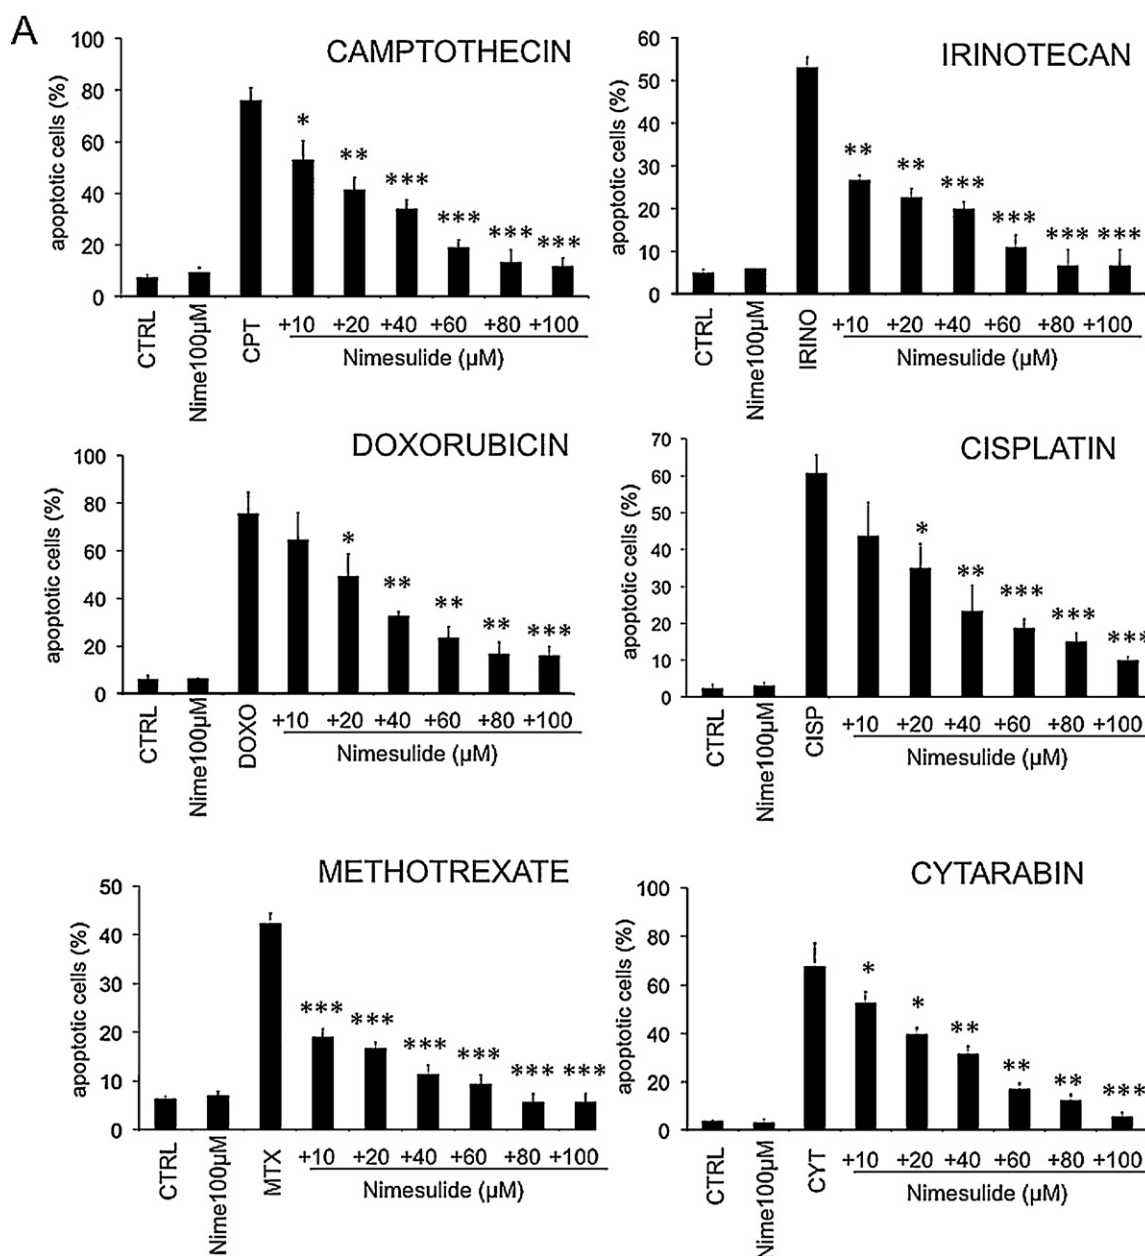 A
CAMPTOTHECIN
apoptotic cells (%)
100
80
60
40
20
0
*
**
***
***
***
***
CTRL
Nime100µM
CPT
+10 +20 +40 +60 +80 +100
Nimesulide (µM)
IRINOTECAN
apoptotic cells (%)
60
50
40
30
20
10
0
**
**
***
***
***
***
CTRL
Nime100µM
IRINO
+10 +20 +40 +60 +80 +100
Nimesulide (µM)
DOXORUBICIN
apoptotic cells (%)
100
80
60
40
20
0
*
**
**
**
***
CTRL
Nime100µM
DOXO
+10 +20 +40 +60 +80 +100
Nimesulide (µM)
CISPLATIN
apoptotic cells (%)
70
60
50
40
30
20
10
0
*
**
***
***
***
CTRL
Nime100µM
CISP
+10 +20 +40 +60 +80 +100
Nimesulide (µM)
METHOTREXATE
apoptotic cells (%)
50
40
30
20
10
0
***
***
***
***
***
***
CTRL
Nime100µM
MTX
+10 +20 +40 +60 +80 +100
Nimesulide (µM)
CYTARABIN
apoptotic cells (%)
100
80
60
40
20
0
*
*
**
**
**
***
CTRL
Nime100µM
CYT
+10 +20 +40 +60 +80 +100
Nimesulide (µM)